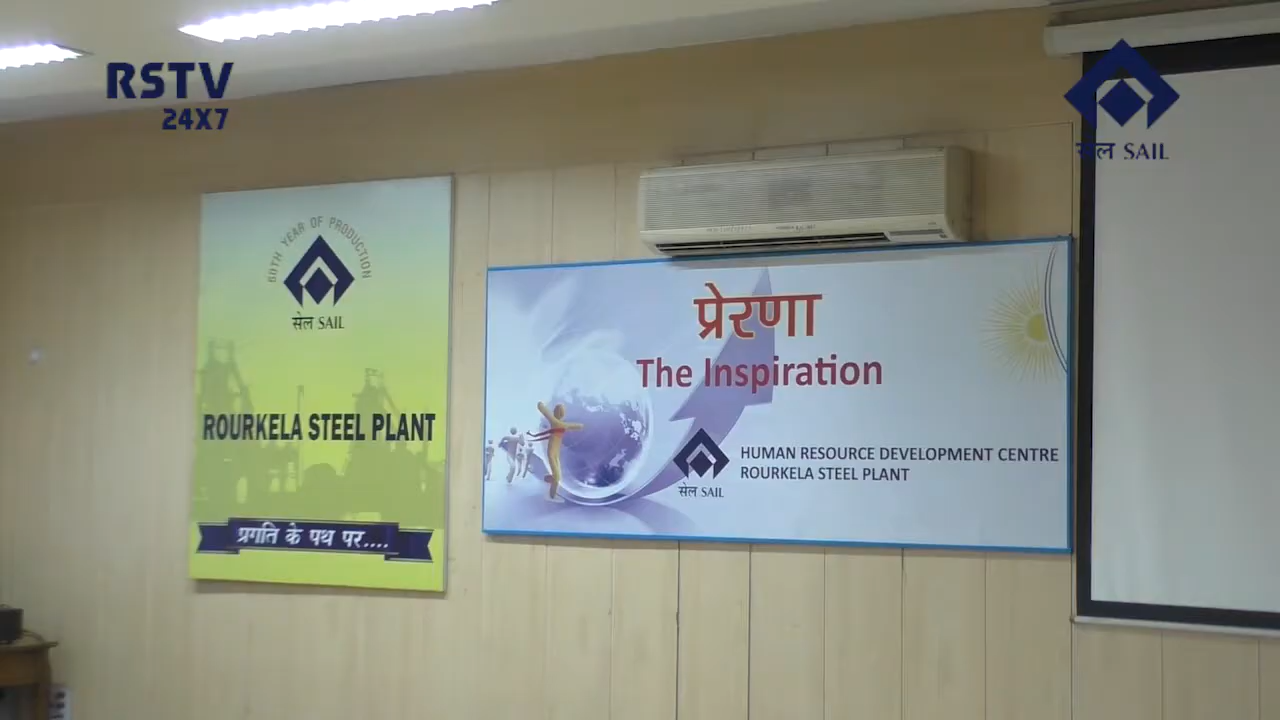 RSTV
24X7
सेल SAIL
60TH YEAR OF PRODUCTION
सेल SAIL
ROURKELA STEEL PLANT
प्रगति के पथ पर....
प्रेरणा
The Inspiration
सेल SAIL
HUMAN RESOURCE DEVELOPMENT CENTRE
ROURKELA STEEL PLANT